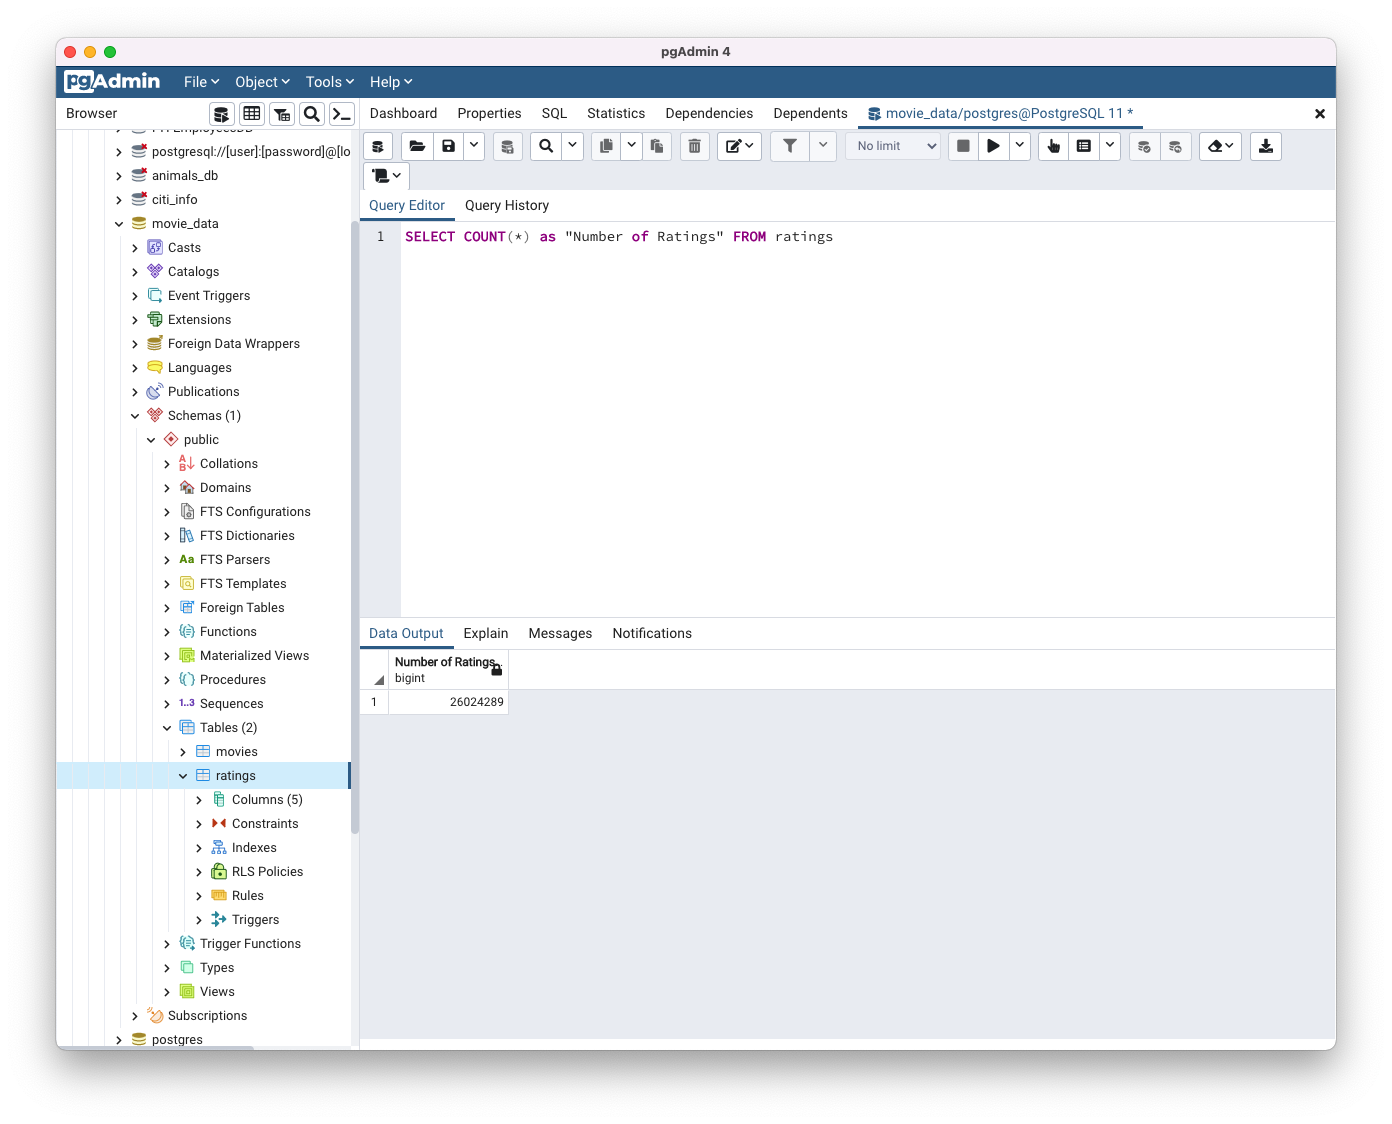 pgAdmin 4
pgAdmin File Object Tools Help
Browser
Dashboard Properties SQL Statistics Dependencies Dependents movie_data/postgres@PostgreSQL 11 *
No limit
postgresql://[user]:[password]@[lo
animals_db
citi_info
movie_data
Casts
Catalogs
Event Triggers
Extensions
Foreign Data Wrappers
Languages
Publications
Schemas (1)
public
Collations
Domains
FTS Configurations
FTS Dictionaries
Aa FTS Parsers
FTS Templates
Foreign Tables
Functions
Materialized Views
Procedures
1..3 Sequences
Tables (2)
movies
ratings
Columns (5)
Constraints
Indexes
RLS Policies
Rules
Triggers
Trigger Functions
Types
Views
Subscriptions
postgres
Query Editor Query History
1 SELECT COUNT(*) as "Number of Ratings" FROM ratings
Data Output Explain Messages Notifications
Number of Ratings
bigint
1 26024289